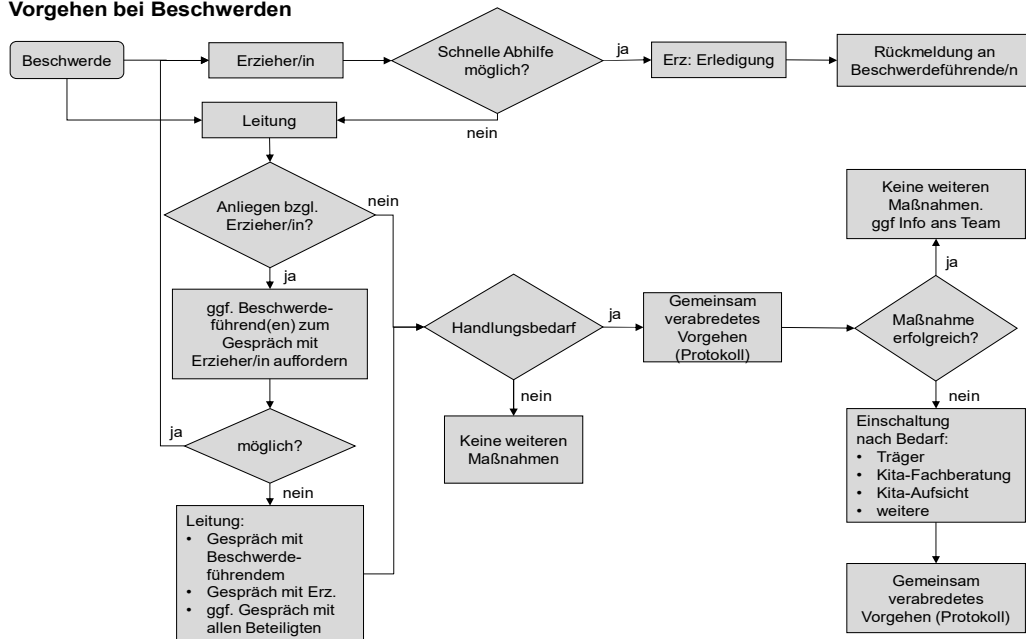 Vorgehen bei Beschwerden
Beschwerde
Erzieher/in
Schnelle Abhilfe
möglich?
ja
Erz: Erledigung
Rückmeldung an
Beschwerdeführende/n
nein
Leitung
Anliegen bzgl.
Erzieher/in?
nein
ja
ggf. Beschwerde-
führend(en) zum
Gespräch mit
Erzieher/in auffordern
möglich?
ja
nein
Leitung:
• Gespräch mit
Beschwerde-
führendem
• Gespräch mit Erz.
• ggf. Gespräch mit
allen Beteiligten
Handlungsbedarf
ja
nein
Keine weiteren
Maßnahmen
Gemeinsam
verabredetes
Vorgehen
(Protokoll)
Maßnahme
erfolgreich?
ja
Keine weiteren
Maßnahmen.
ggf Info ans Team
nein
Einschaltung
nach Bedarf:
• Träger
• Kita-Fachberatung
• Kita-Aufsicht
• weitere
Gemeinsam
verabredetes
Vorgehen (Protokoll)